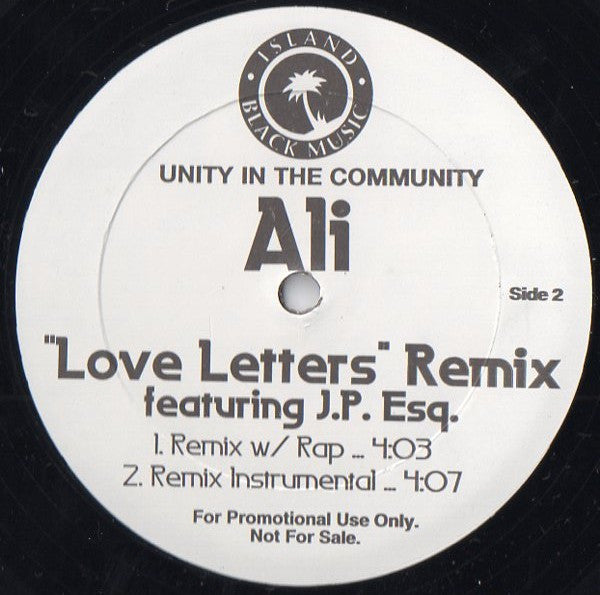 • ISLAND •
BLACK MUSIC
UNITY IN THE COMMUNITY
Ali
Side 2
"Love Letters" Remix
featuring J.P. Esq.
1. Remix w/ Rap ... 4:03
2. Remix Instrumental ... 4:07
For Promotional Use Only.
Not For Sale.